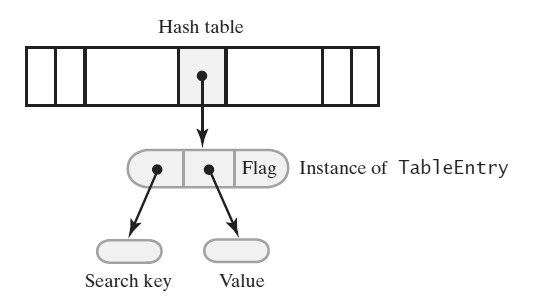 Hash table
Flag
Instance of TableEntry
Search key
Value